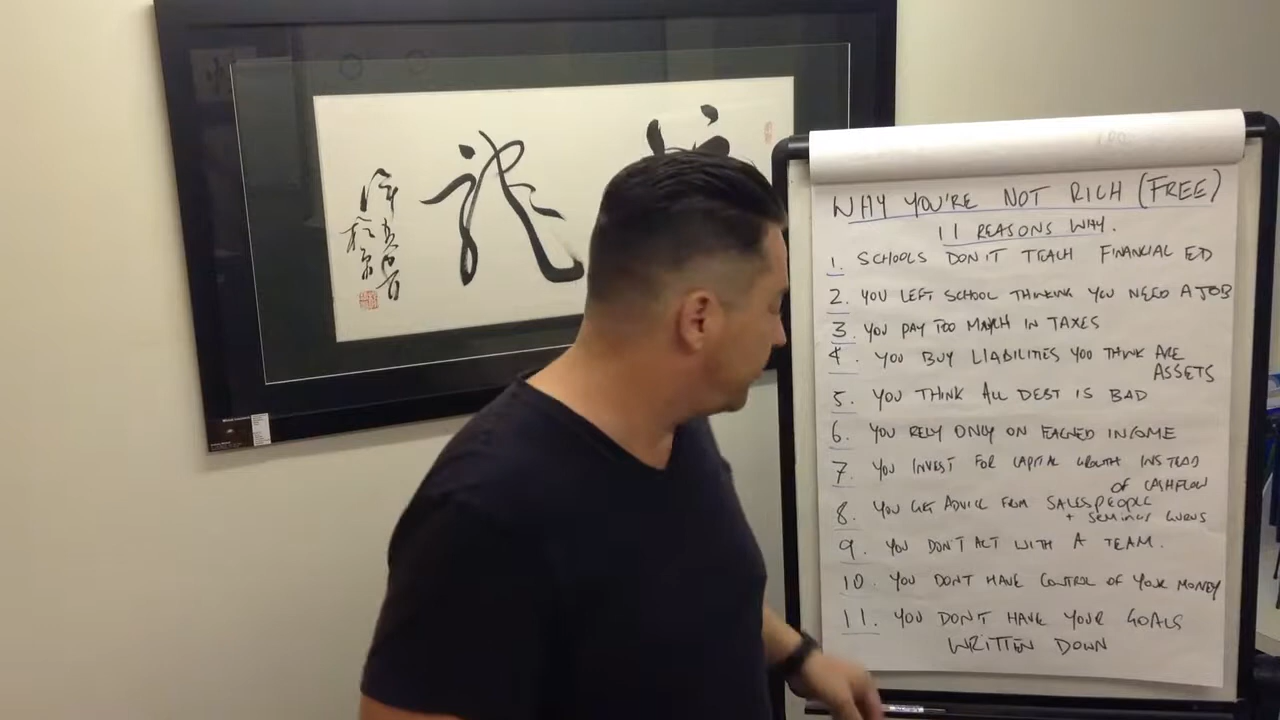 WHY YOU'RE NOT RICH (FREE)
11 REASONS WHY.
1. SCHOOLS DON'T TEACH FINANCIAL ED
2. YOU LEFT SCHOOL THINKING YOU NEED A JOB
3. YOU PAY TOO MUCH IN TAXES
4. YOU BUY LIABILITIES YOU THINK ARE
ASSETS
5. YOU THINK ALL DEBT IS BAD
6. YOU RELY ONLY ON EARNED INCOME
7. YOU INVEST FOR CAPITAL GROWTH INSTEAD
OF CASHFLOW
8. YOU GET ADVICE FROM SALESPEOPLE
+ SEMINAR GURUS
9. YOU DON'T ACT WITH A TEAM.
10. YOU DON'T HAVE CONTROL OF YOUR MONEY
11. YOU DON'T HAVE YOUR GOALS
WRITTEN DOWN